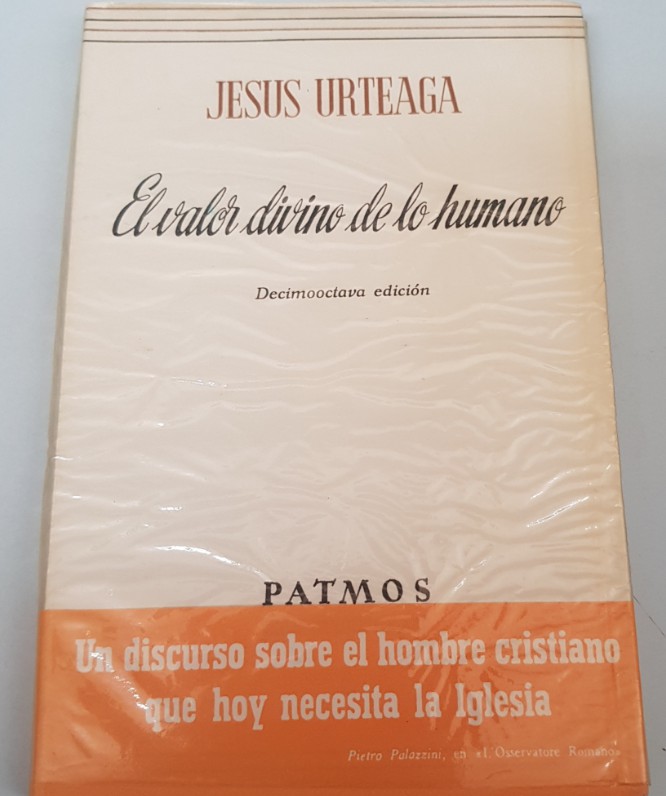 JESUS URTEAGA
El valor divino de lo humano
Decimooctava edición
PATMOS
Un discurso sobre el hombre cristiano
que hoy necesita la Iglesia
Pietro Palazzini, en «L'Osservatore Romano»